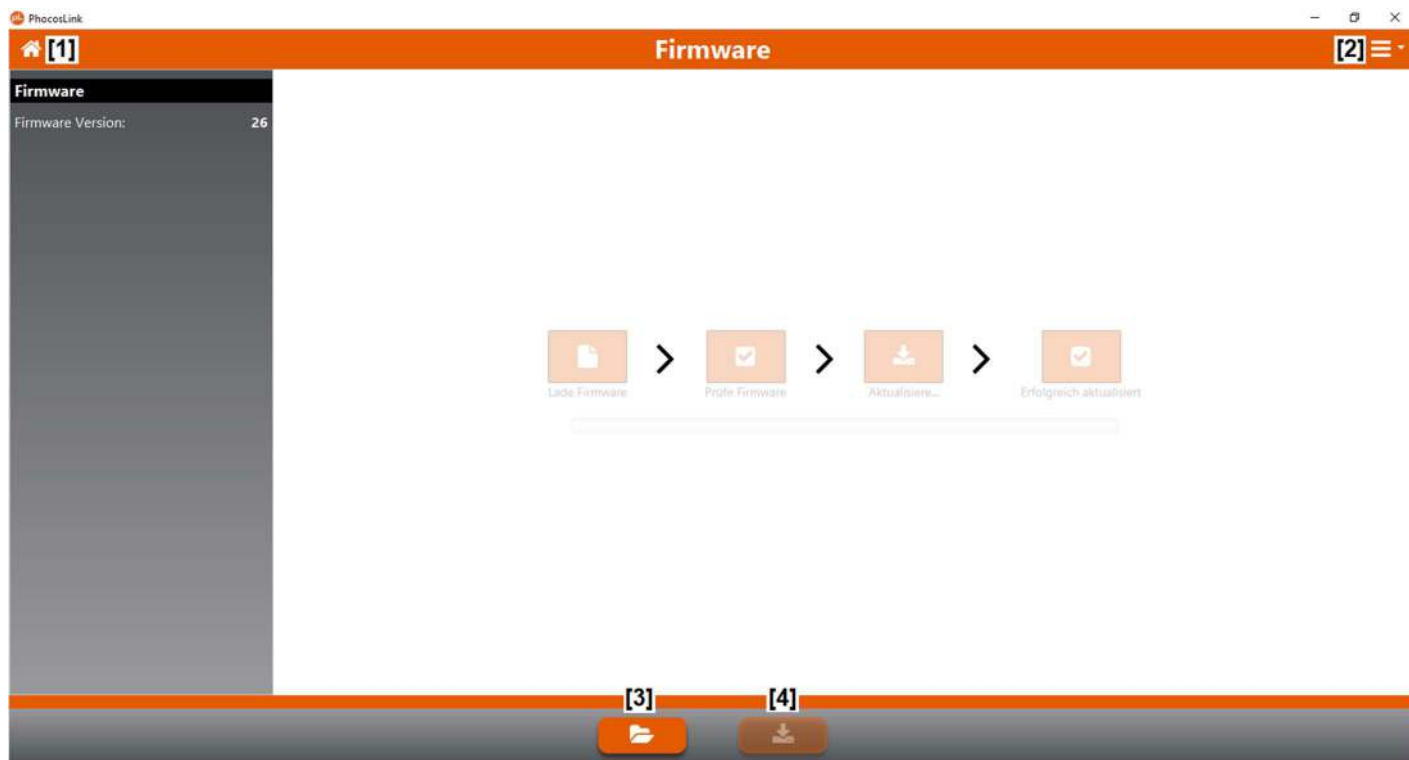 PhocosLink
[1] Firmware [2]
Firmware
Firmware Version: 26
Lade Firmware Prüfe Firmware Aktualisiere... Erfolgreich aktualisiert
[3] [4]